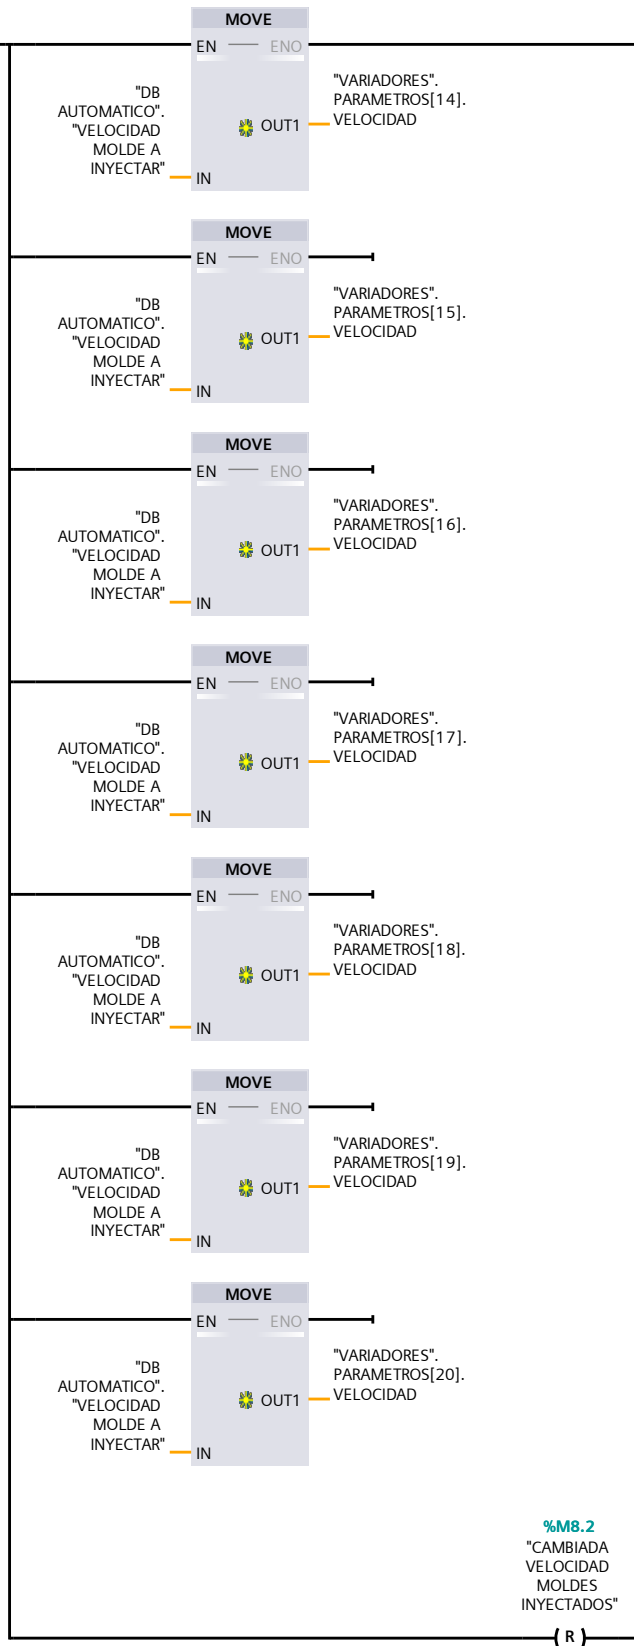 MOVE
EN
ENO
"DB
AUTOMATICO".
"VELOCIDAD
MOLDE A
INYECTAR"
IN
OUT1
"VARIADORES".
PARAMETROS[14].
VELOCIDAD
MOVE
EN
ENO
"DB
AUTOMATICO".
"VELOCIDAD
MOLDE A
INYECTAR"
IN
OUT1
"VARIADORES".
PARAMETROS[15].
VELOCIDAD
MOVE
EN
ENO
"DB
AUTOMATICO".
"VELOCIDAD
MOLDE A
INYECTAR"
IN
OUT1
"VARIADORES".
PARAMETROS[16].
VELOCIDAD
MOVE
EN
ENO
"DB
AUTOMATICO".
"VELOCIDAD
MOLDE A
INYECTAR"
IN
OUT1
"VARIADORES".
PARAMETROS[17].
VELOCIDAD
MOVE
EN
ENO
"DB
AUTOMATICO".
"VELOCIDAD
MOLDE A
INYECTAR"
IN
OUT1
"VARIADORES".
PARAMETROS[18].
VELOCIDAD
MOVE
EN
ENO
"DB
AUTOMATICO".
"VELOCIDAD
MOLDE A
INYECTAR"
IN
OUT1
"VARIADORES".
PARAMETROS[19].
VELOCIDAD
MOVE
EN
ENO
"DB
AUTOMATICO".
"VELOCIDAD
MOLDE A
INYECTAR"
IN
OUT1
"VARIADORES".
PARAMETROS[20].
VELOCIDAD
%M8.2
"CAMBIADA
VELOCIDAD
MOLDES
INYECTADOS"
R